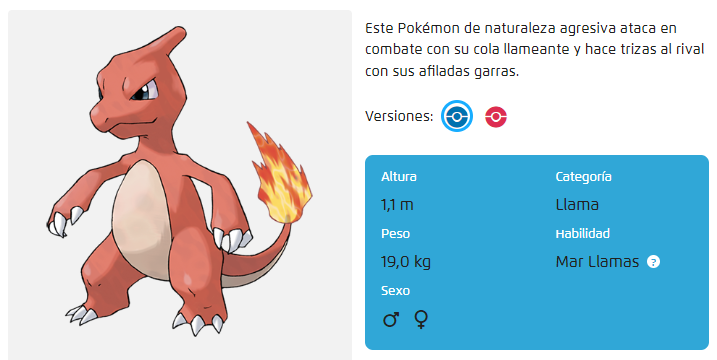 Este Pokémon de naturaleza agresiva ataca en
combate con su cola llameante y hace trizas al rival
con sus afiladas garras.
Versiones:
Altura
1,1 m
Categoría
Llama
Peso
19,0 kg
Habilidad
Mar Llamas ?
Sexo
♂ ♀